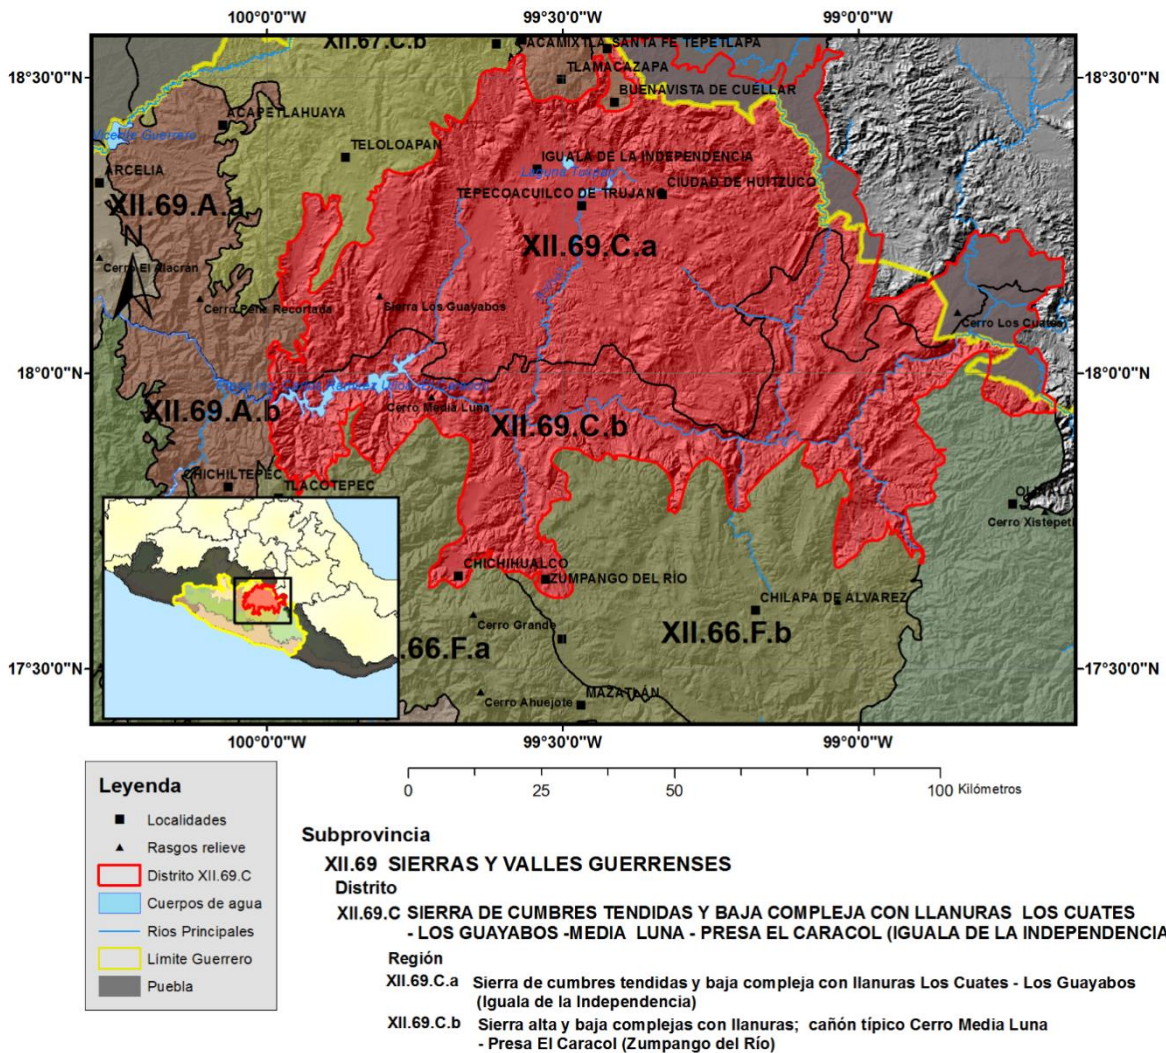 100°0'0"W 99°30'0"W 99°0'0"W
XII.67.C.b
ACAMIXTLA SANTA FE TEPETLAPA
18°30'0"N 18°30'0"N
TLAMACAZAPA
BUENAVISTA DE CUÉLLAR
ACAPETLAHUAYA
Vicente Guerrero
TELOLOAPAN
IGUALA DE LA INDEPENDENCIA
ARCELIA
Laguna Tuxpan
CIUDAD DE HUITZUCO
TEPECOACUILCO DE TRUJANO
XII.69.A.a
N
XII.69.C.a
Cerro El Alacrán
Cerro Peña Recortada
Sierra Los Guayabos
Cerro Los Cuates
18°0'0"N 18°0'0"N
XII.69.A.b
Cerro Media Luna
XII.69.C.b
CHICHILTEPEC
TLACOTEPEC
CHICHIHUALCO
ZUMPANGO DEL RÍO
CHILAPA DE ALVAREZ
Cerro Grande
XII.66.F.b
.66.F.a
17°30'0"N 17°30'0"N
Cerro Ahuejote
MAZATLÁN
100°0'0"W 99°30'0"W 99°0'0"W
0 25 50 100 Kilómetros
Leyenda
Localidades
Rasgos relieve
Distrito XII.69.C
Cuerpos de agua
Rios Principales
Límite Guerrero
Puebla
Subprovincia
XII.69 SIERRAS Y VALLES GUERRENSES
Distrito
XII.69.C SIERRA DE CUMBRES TENDIDAS Y BAJA COMPLEJA CON LLANURAS LOS CUATES
- LOS GUAYABOS -MEDIA LUNA - PRESA EL CARACOL (IGUALA DE LA INDEPENDENCIA
Región
XII.69.C.a Sierra de cumbres tendidas y baja compleja con llanuras Los Cuates - Los Guayabos
(Iguala de la Independencia)
XII.69.C.b Sierra alta y baja complejas con llanuras; cañón típico Cerro Media Luna
- Presa El Caracol (Zumpango del Río)